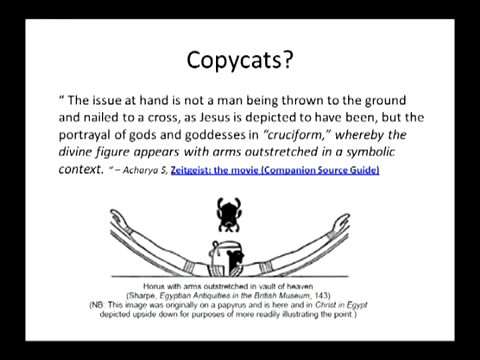 Copycats?
“ The issue at hand is not a man being thrown to the ground
and nailed to a cross, as Jesus is depicted to have been, but the
portrayal of gods and goddesses in “cruciform,” whereby the
divine figure appears with arms outstretched in a symbolic
context. “ – Acharya S, Zeitgeist: the movie (Companion Source Guide)
Horus with arms outstretched in vault of heaven
(Sharpe, Egyptian Antiquities in the British Museum, 143)
(NB: This image was originally on a papyrus and is here and in Christ in Egypt
depicted upside down for purposes of more readily illustrating the point.)